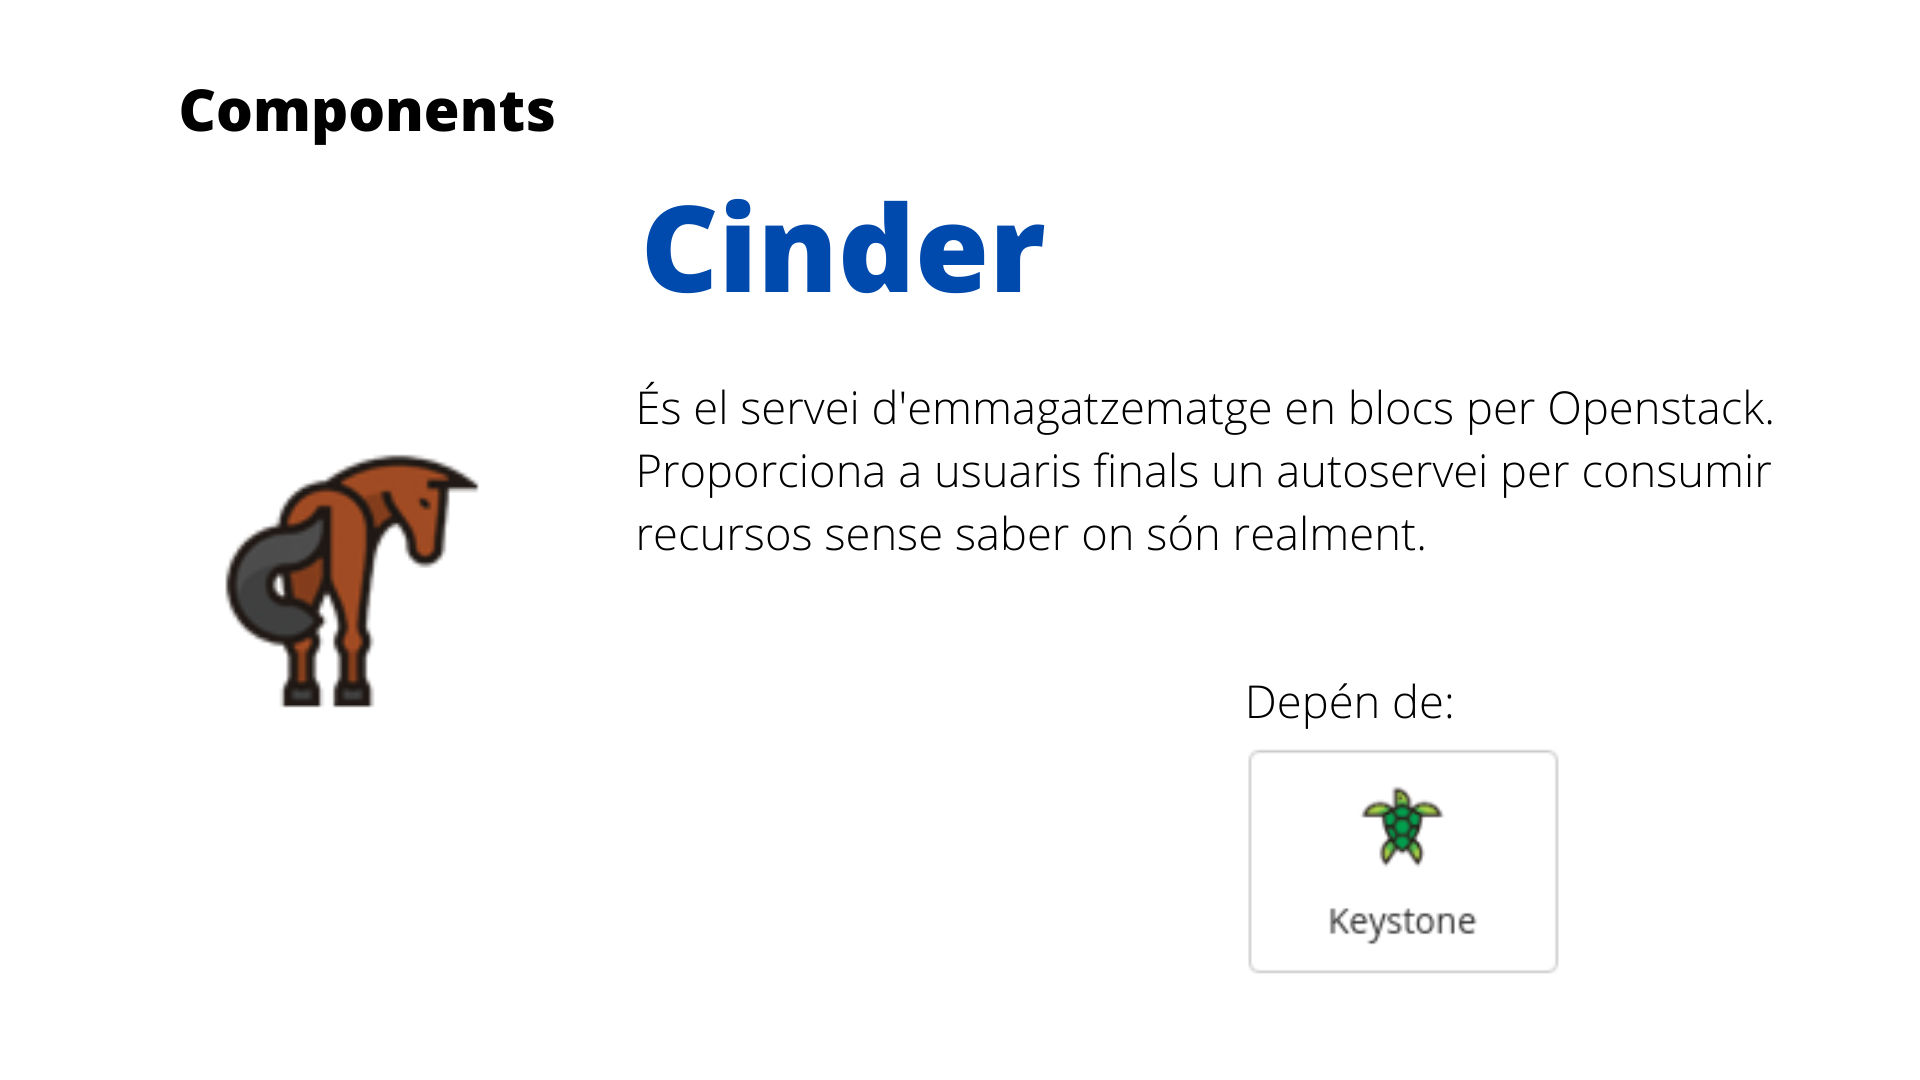 Components
Cinder
És el servei d'emmagatzematge en blocs per Openstack.
Proporciona a usuaris finals un autoservei per consumir
recursos sense saber on són realment.
Depén de:
Keystone